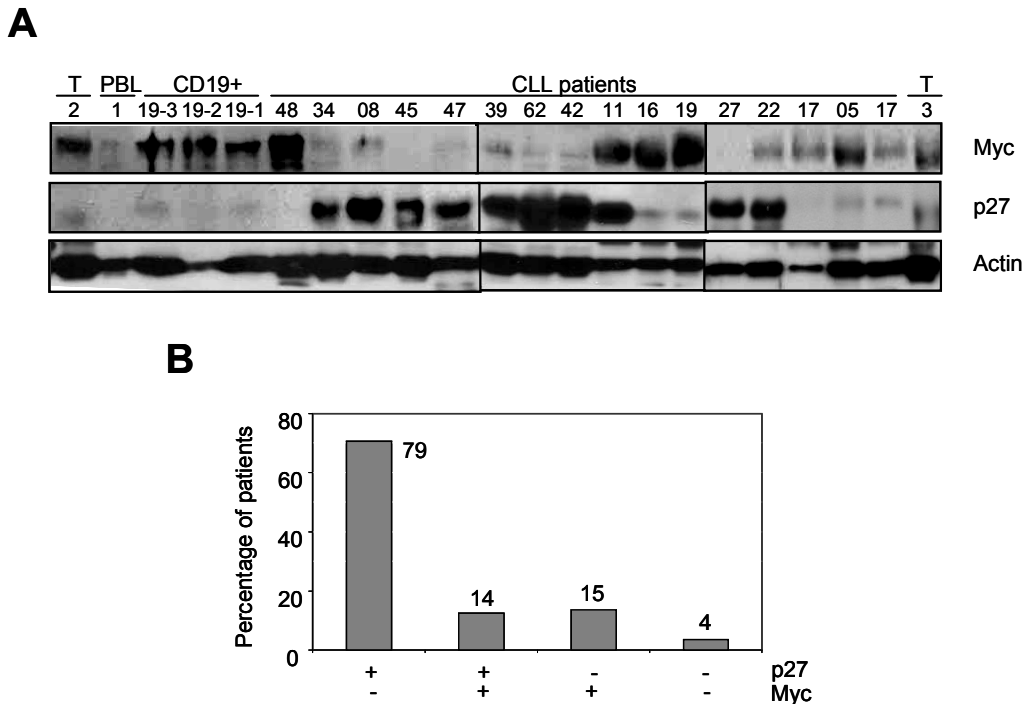 A
T PBL CD19+ CLL patients T
2 1 19-3 19-2 19-1 48 34 08 45 47 39 62 42 11 16 19 27 22 17 05 17 3
Myc
p27
Actin
B
Percentage of patients
80
60
40
20
0
79
14
15
4
+ + - - p27
- + + - Myc